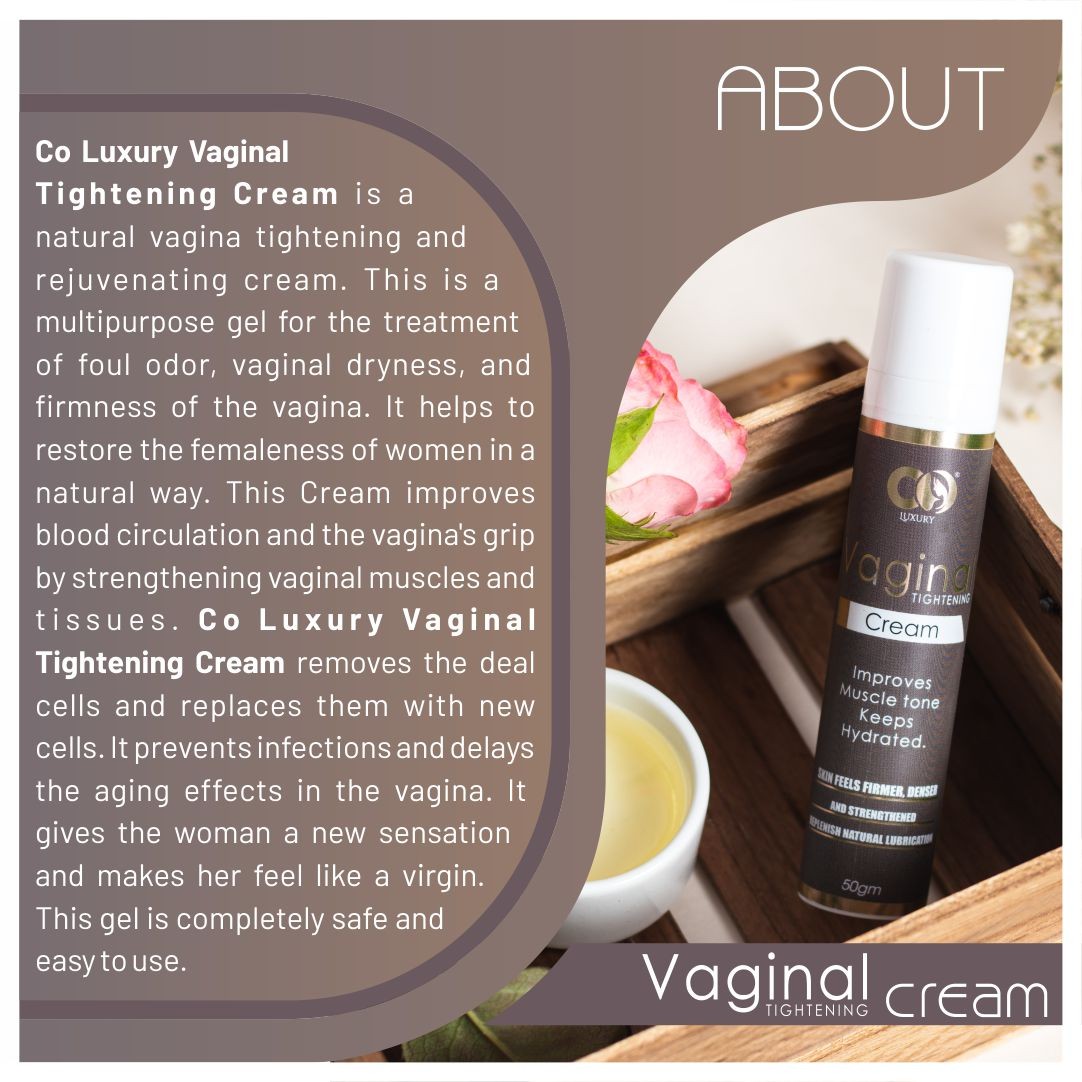 ABOUT
Co Luxury Vaginal
Tightening Cream is a
natural vagina tightening and
rejuvenating cream. This is a
multipurpose gel for the treatment
of foul odor, vaginal dryness, and
firmness of the vagina. It helps to
restore the femaleness of women in a
natural way. This Cream improves
blood circulation and the vagina's grip
by strengthening vaginal muscles and
tissues. Co Luxury Vaginal
Tightening Cream removes the deal
cells and replaces them with new
cells. It prevents infections and delays
the aging effects in the vagina. It
gives the woman a new sensation
and makes her feel like a virgin.
This gel is completely safe and
easy to use.
CO®
LUXURY
Vagina
TIGHTENING
Cream
Improves
Muscle tone
Keeps
Hydrated.
SKIN FEELS FIRMER, DENSER
AND STRENGTHENED
REPLENISH NATURAL LUBRICATION
50gm
Vaginal
TIGHTENING
cream